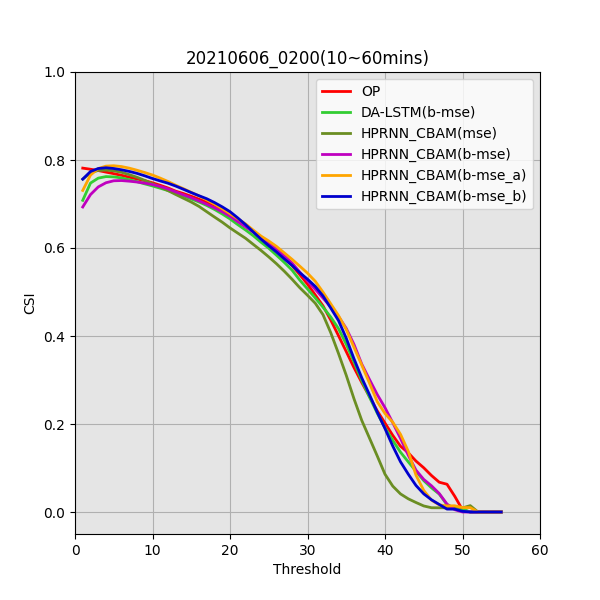 20210606_0200(10~60mins)
OP
DA-LSTM(b-mse)
HPRNN_CBAM(mse)
HPRNN_CBAM(b-mse)
HPRNN_CBAM(b-mse_a)
HPRNN_CBAM(b-mse_b)
CSI
1.0
0.8
0.6
0.4
0.2
0.0
0 10 20 30 40 50 60
Threshold